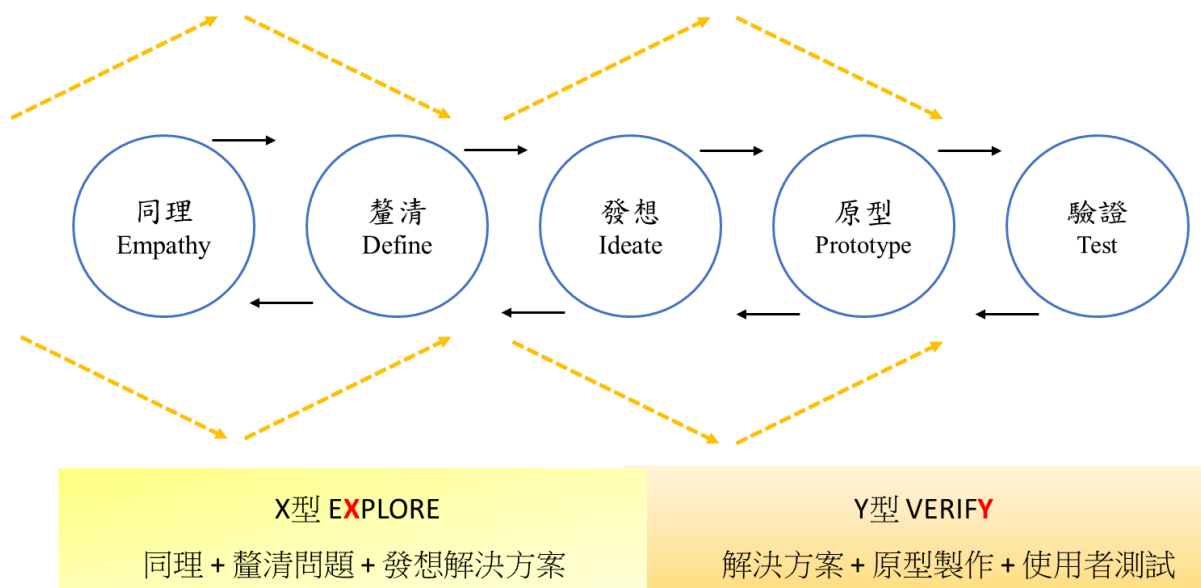 同理
Empathy
釐清
Define
發想
Ideate
原型
Prototype
驗證
Test
X型 EXPLORE
同理 + 釐清問題 + 發想解決方案
Y型 VERIFY
解決方案 + 原型製作 + 使用者測試